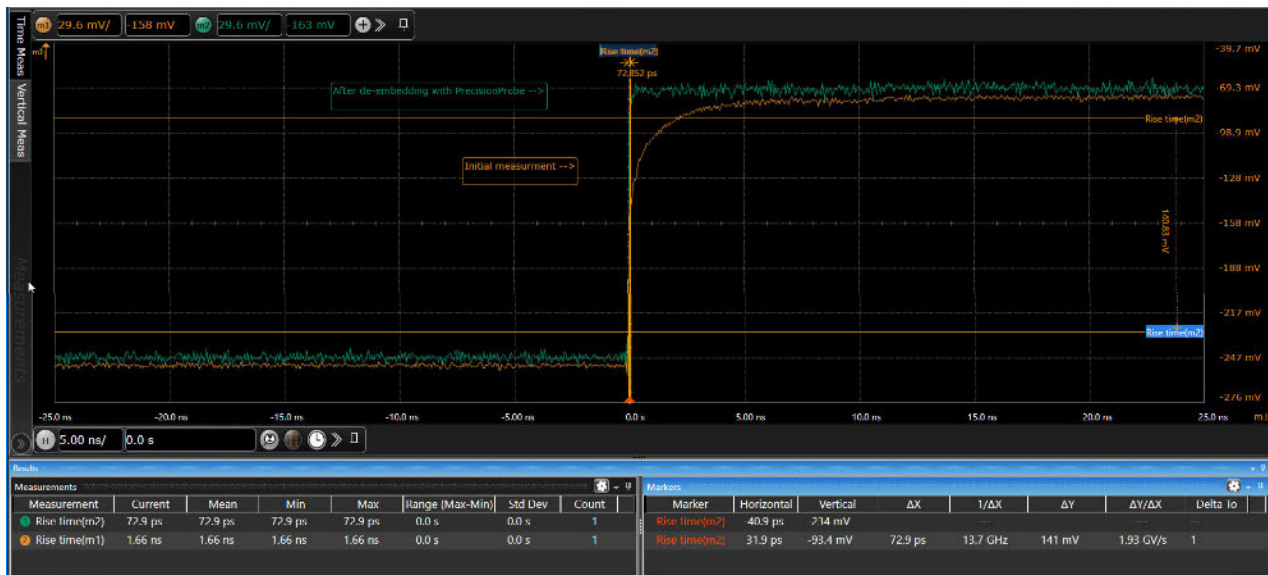 Time Meas
Vertical Meas
Measurements
m1 29.6 mV/ -158 mV m2 29.6 mV/ -163 mV
Rise time(m2)
72.852 ps
After de-embedding with PrecisionProbe -->
Initial measurment -->
-39.7 mV
-69.3 mV
Rise time(m2)
-98.9 mV
-128 mV
-158 mV
140.83 mV
-188 mV
-217 mV
Rise time(m2)
-247 mV
-276 mV
-25.0 ns -20.0 ns -15.0 ns -10.0 ns -5.00 ns 0.0 s 5.00 ns 10.0 ns 15.0 ns 20.0 ns 25.0 ns
H 5.00 ns/ 0.0 s
Results
Measurements
Measurement Current Mean Min Max Range (Max-Min) Std Dev Count
1 Rise time(m2) 72.9 ps 72.9 ps 72.9 ps 72.9 ps 0.0 s 0.0 s 1
2 Rise time(m1) 1.66 ns 1.66 ns 1.66 ns 1.66 ns 0.0 s 0.0 s 1
Markers
Marker Horizontal Vertical ΔX 1/ΔX ΔY ΔY/ΔX Delta To
Rise time(m2) -40.9 ps -234 mV --- --- --- --- --
Rise time(m2) 31.9 ps -93.4 mV 72.9 ps 13.7 GHz 141 mV 1.93 GV/s 1